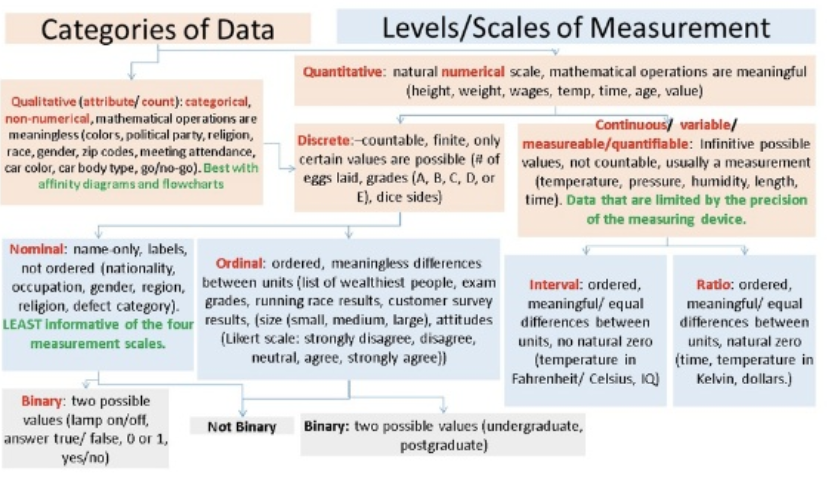 Categories of Data
Levels/Scales of Measurement
Quantitative: natural numerical scale, mathematical operations are meaningful
(height, weight, wages, temp, time, age, value)
Qualitative (attribute/ count): categorical,
non-numerical, mathematical operations are
meaningless (colors, political party, religion,
race, gender, zip codes, meeting attendance,
car color, car body type, go/no-go). Best with
affinity diagrams and flowcharts
Discrete:–countable, finite, only
certain values are possible (# of
eggs laid, grades (A, B, C, D, or
E), dice sides)
Continuous/ variable/
measureable/quantifiable: Infinitive possible
values, not countable, usually a measurement
(temperature, pressure, humidity, length,
time). Data that are limited by the precision
of the measuring device.
Nominal: name-only, labels,
not ordered (nationality,
occupation, gender, region,
religion, defect category).
LEAST informative of the four
measurement scales.
Ordinal: ordered, meaningless differences
between units (list of wealthiest people, exam
grades, running race results, customer survey
results, (size (small, medium, large), attitudes
(Likert scale: strongly disagree, disagree,
neutral, agree, strongly agree))
Interval: ordered,
meaningful/ equal
differences between
units, no natural zero
(temperature in
Fahrenheit/ Celsius, IQ)
Ratio: ordered,
meaningful/ equal
differences between
units, natural zero
(time, temperature in
Kelvin, dollars.)
Binary: two possible
values (lamp on/off,
answer true/ false, 0 or 1,
yes/no)
Not Binary
Binary: two possible values (undergraduate,
postgraduate)